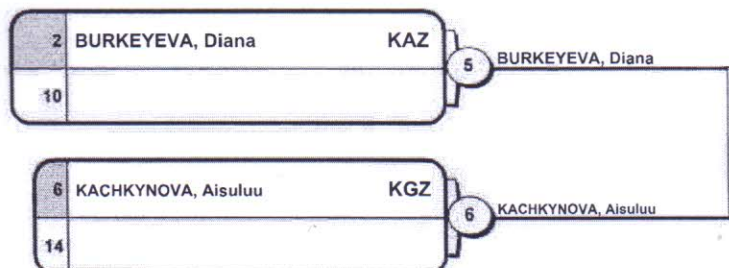 2 BURKEYEVA, Diana KAZ
5 BURKEYEVA, Diana
10
6 KACHKYNOVA, Aisuluu KGZ
6 KACHKYNOVA, Aisuluu
14